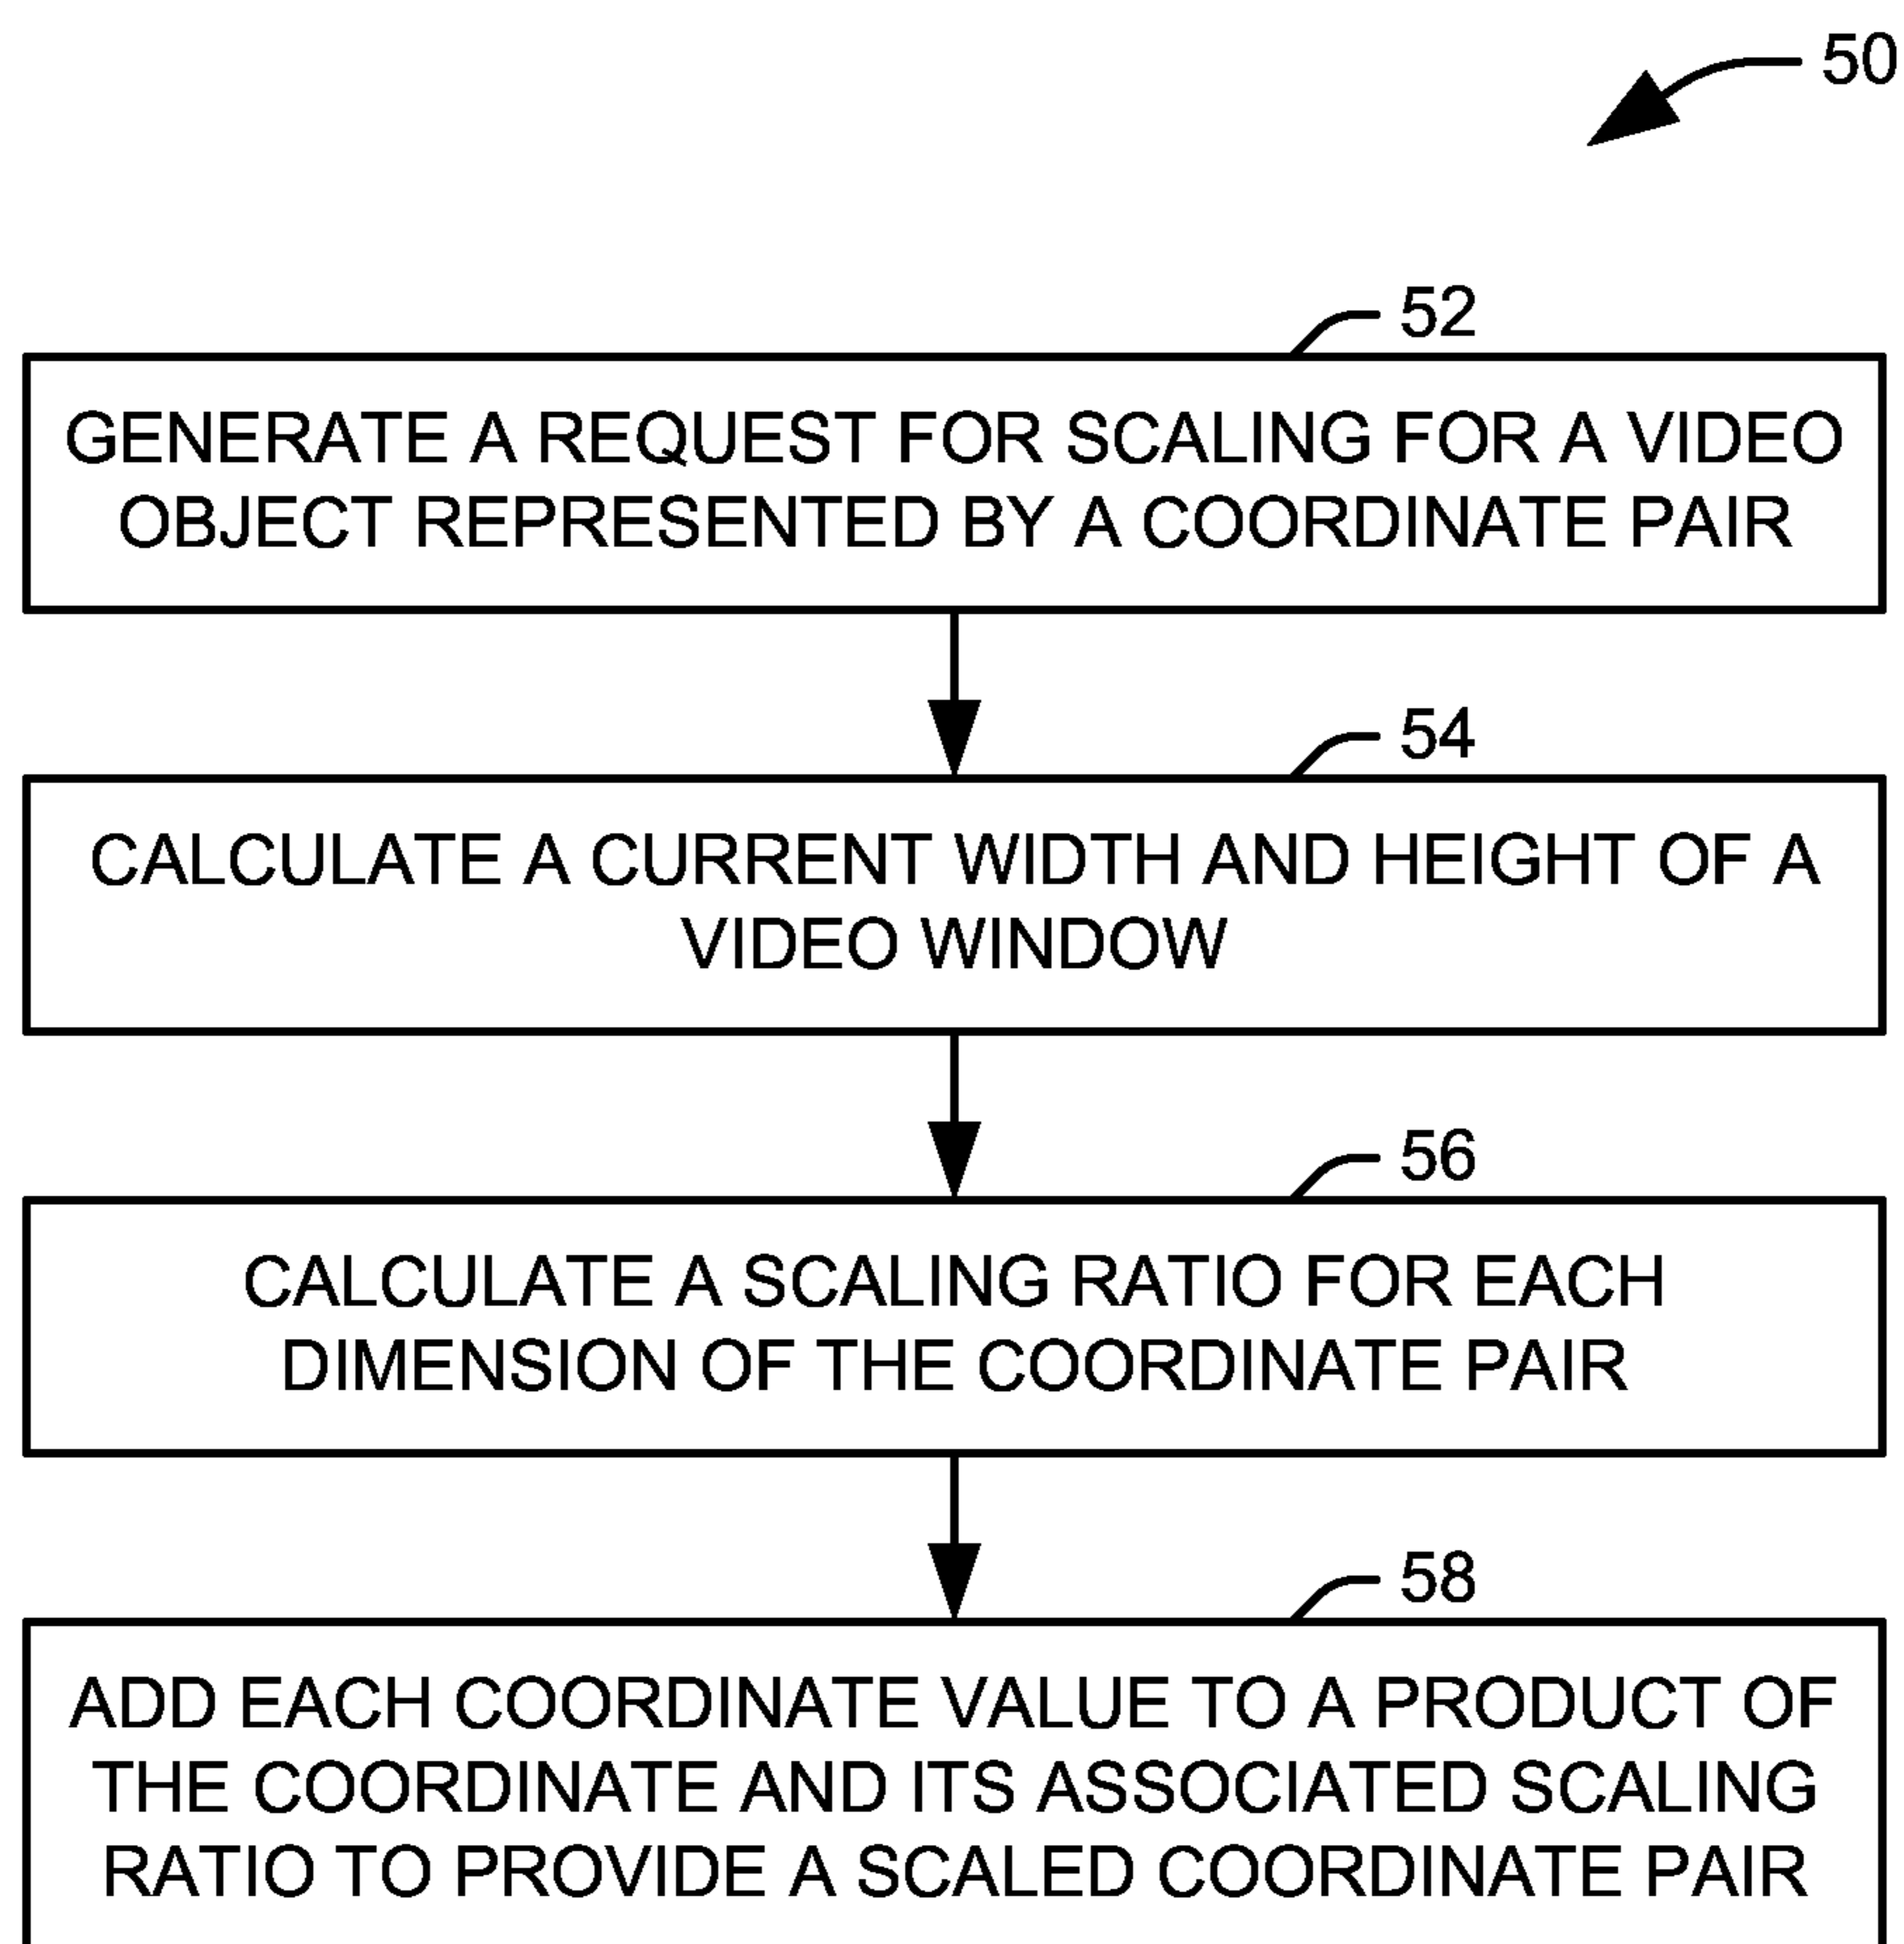 50
52
GENERATE A REQUEST FOR SCALING FOR A VIDEO
OBJECT REPRESENTED BY A COORDINATE PAIR
54
CALCULATE A CURRENT WIDTH AND HEIGHT OF A
VIDEO WINDOW
56
CALCULATE A SCALING RATIO FOR EACH
DIMENSION OF THE COORDINATE PAIR
58
ADD EACH COORDINATE VALUE TO A PRODUCT OF
THE COORDINATE AND ITS ASSOCIATED SCALING
RATIO TO PROVIDE A SCALED COORDINATE PAIR